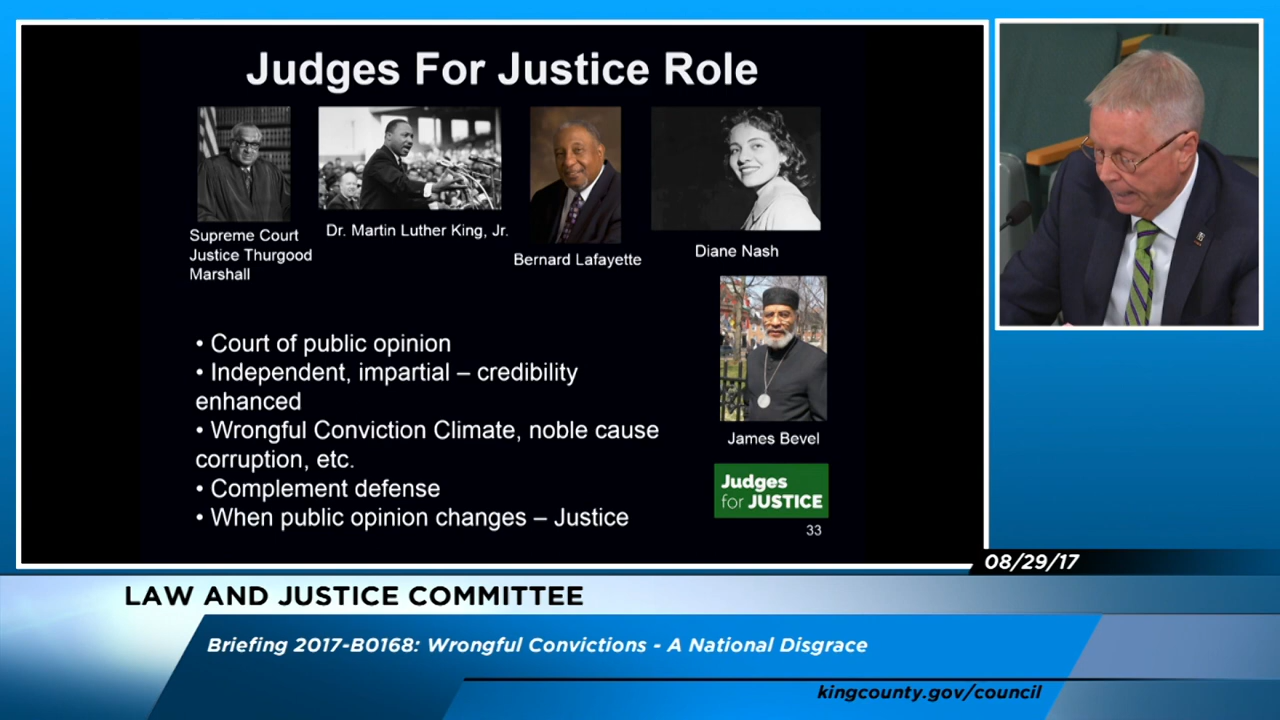 Judges For Justice Role
Supreme Court
Justice Thurgood
Marshall
Dr. Martin Luther King, Jr.
Bernard Lafayette
Diane Nash
James Bevel
• Court of public opinion
• Independent, impartial – credibility
enhanced
• Wrongful Conviction Climate, noble cause
corruption, etc.
• Complement defense
• When public opinion changes – Justice
Judges
for JUSTICE
33
08/29/17
LAW AND JUSTICE COMMITTEE
Briefing 2017-B0168: Wrongful Convictions - A National Disgrace
kingcounty.gov/council